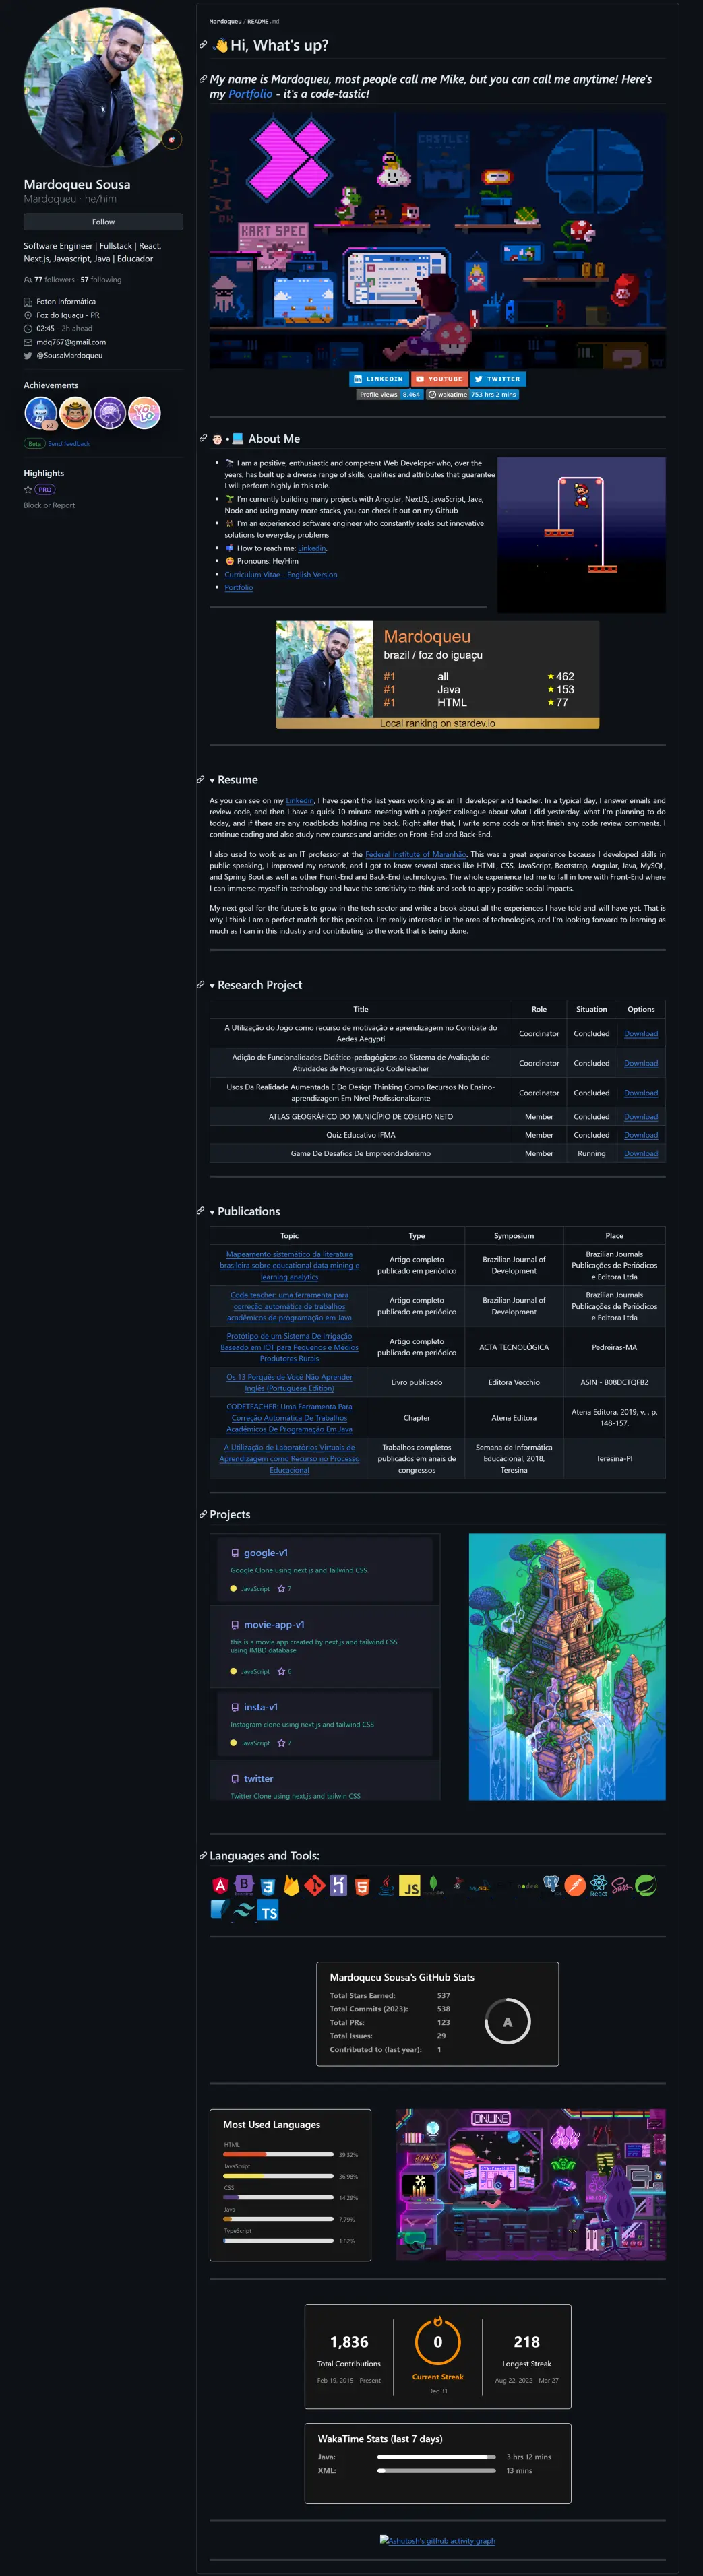 Mardoqueu Sousa
Mardoqueu · he/him
Follow
Software Engineer | Fullstack | React,
Next.js, Javascript, Java | Educador
77 followers · 57 following
Foton Informática
Foz do Iguaçu - PR
02:45 - 2h ahead
mdq767@gmail.com
@SousaMardoqueu
Achievements
x2
YOLO
Beta Send feedback
Highlights
PRO
Block or Report
Mardoqueu / README.md
👋Hi, What's up?
My name is Mardoqueu, most people call me Mike, but you can call me anytime! Here's
my Portfolio - it's a code-tastic!
CASTLE!
KART SPEC
LINKEDIN YOUTUBE TWITTER
Profile views 8,464 wakatime 753 hrs 2 mins
About Me
I am a positive, enthusiastic and competent Web Developer who, over the
years, has built up a diverse range of skills, qualities and attributes that guarantee
I will perform highly in this role.
I'm currently building many projects with Angular, NextJS, JavaScript, Java,
Node and using many more stacks, you can check it out on my Github
I'm an experienced software engineer who constantly seeks out innovative
solutions to everyday problems
How to reach me: Linkedin.
Pronouns: He/Him
Curriculum Vitae - English Version
Portfolio
Mardoqueu
brazil / foz do iguaçu
#1 all ★462
#1 Java ★153
#1 HTML ★77
Local ranking on stardev.io
Resume
As you can see on my Linkedin, I have spent the last years working as an IT developer and teacher. In a typical day, I answer emails and
review code, and then I have a quick 10-minute meeting with a project colleague about what I did yesterday, what I'm planning to do
today, and if there are any roadblocks holding me back. Right after that, I write some code or first finish any code review comments. I
continue coding and also study new courses and articles on Front-End and Back-End.
I also used to work as an IT professor at the Federal Institute of Maranhão. This was a great experience because I developed skills in
public speaking, I improved my network, and I got to know several stacks like HTML, CSS, JavaScript, Bootstrap, Angular, Java, MySQL,
and Spring Boot as well as other Front-End and Back-End technologies. The whole experience led me to fall in love with Front-End where
I can immerse myself in technology and have the sensitivity to think and seek to apply positive social impacts.
My next goal for the future is to grow in the tech sector and write a book about all the experiences I have told and will have yet. That is
why I think I am a perfect match for this position. I'm really interested in the area of technologies, and I'm looking forward to learning as
much as I can in this industry and contributing to the work that is being done.
Research Project
Title Role Situation Options
A Utilização do Jogo como recurso de motivação e aprendizagem no Combate do
Aedes Aegypti Coordinator Concluded Download
Adição de Funcionalidades Didático-pedagógicos ao Sistema de Avaliação de
Atividades de Programação CodeTeacher Coordinator Concluded Download
Usos Da Realidade Aumentada E Do Design Thinking Como Recursos No Ensino-
aprendizagem Em Nível Profissionalizante Coordinator Concluded Download
ATLAS GEOGRÁFICO DO MUNICÍPIO DE COELHO NETO Member Concluded Download
Quiz Educativo IFMA Member Concluded Download
Game De Desafios De Empreendedorismo Member Running Download
Publications
Topic Type Symposium Place
Mapeamento sistemático da literatura
brasileira sobre educational data mining e
learning analytics
Artigo completo
publicado em periódico
Brazilian Journal of
Development
Brazilian Journals
Publicações de Periódicos
e Editora Ltda
Code teacher: uma ferramenta para
correção automática de trabalhos
acadêmicos de programação em Java
Artigo completo
publicado em periódico
Brazilian Journal of
Development
Brazilian Journals
Publicações de Periódicos
e Editora Ltda
Protótipo de um Sistema De Irrigação
Baseado em IOT para Pequenos e Médios
Produtores Rurais
Artigo completo
publicado em periódico
ACTA TECNOLÓGICA
Pedreiras-MA
Os 13 Porquês de Você Não Aprender
Inglês (Portuguese Edition)
Livro publicado
Editora Vecchio
ASIN - B08DCTQFB2
CODETEACHER: Uma Ferramenta Para
Correção Automática De Trabalhos
Acadêmicos De Programação Em Java
Chapter
Atena Editora
Atena Editora, 2019, v. , p.
148-157.
A Utilização de Laboratórios Virtuais de
Aprendizagem como Recurso no Processo
Educacional
Trabalhos completos
publicados em anais de
congressos
Semana de Informática
Educacional, 2018,
Teresina
Teresina-PI
Projects
google-v1
Google Clone using next js and Tailwind CSS.
JavaScript 7
movie-app-v1
this is a movie app created by next.js and tailwind CSS
using IMBD database
JavaScript 6
insta-v1
Instagram clone using next js and tailwind CSS
JavaScript 7
twitter
Twitter Clone using next.js and tailwin CSS
Languages and Tools:
JS
MySQL
node
React
Sass
TS
Mardoqueu Sousa's GitHub Stats
Total Stars Earned: 537
Total Commits (2023): 538
Total PRs: 123
Total Issues: 29
Contributed to (last year): 1
A
Most Used Languages
HTML
39.32%
JavaScript
36.98%
CSS
14.29%
Java
7.79%
TypeScript
1.62%
ONLINE
1,836
Total Contributions
Feb 19, 2015 - Present
0
Current Streak
Dec 31
218
Longest Streak
Aug 22, 2022 - Mar 27
WakaTime Stats (last 7 days)
Java: 3 hrs 12 mins
XML: 13 mins
Ashutosh's github activity graph